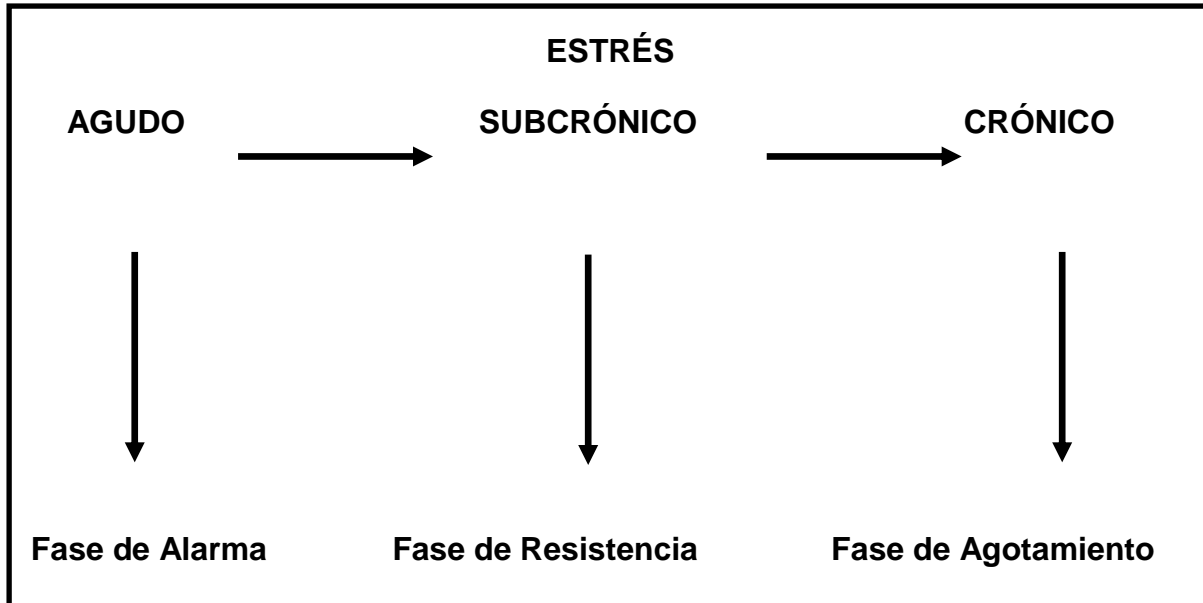 ESTRÉS
AGUDO SUBCRÓNICO CRÓNICO
Fase de Alarma Fase de Resistencia Fase de Agotamiento